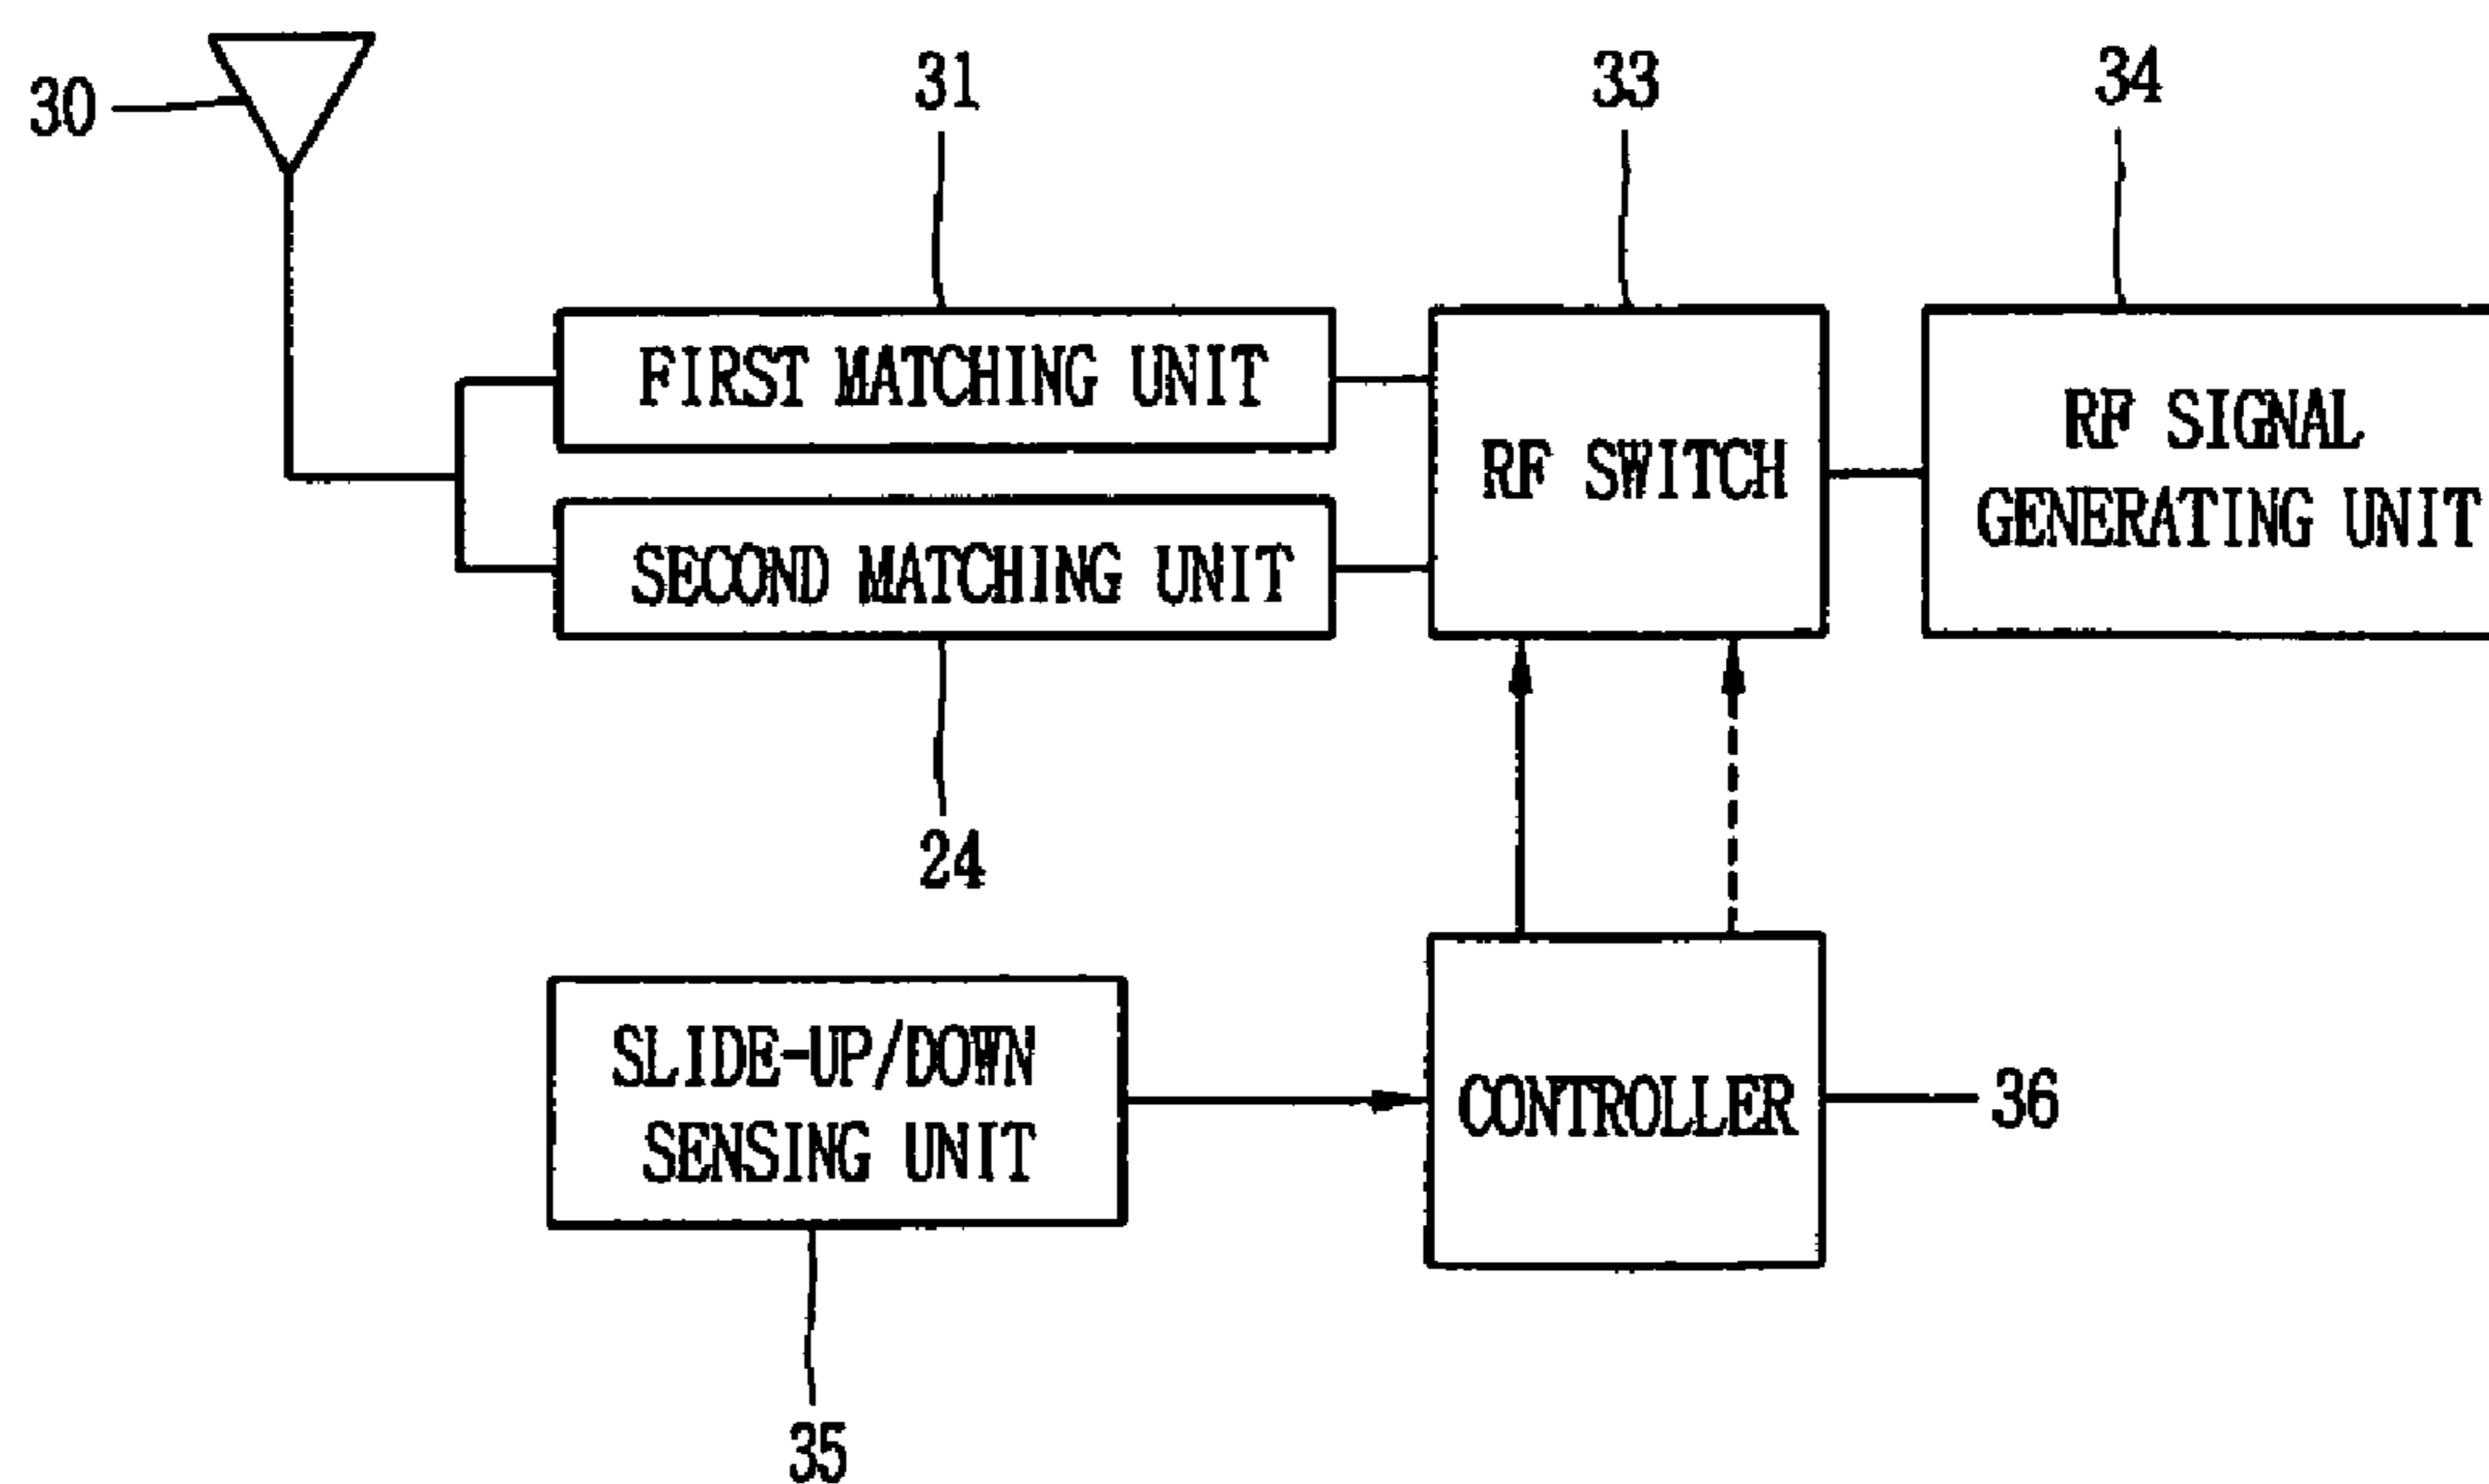 30
31
33
34
FIRST MATCHING UNIT
SECOND MATCHING UNIT
RF SWITCH
RF SIGNAL
GENERATING UNIT
24
SLIDE-UP/DOWN
SENSING UNIT
CONTROLLER
36
35